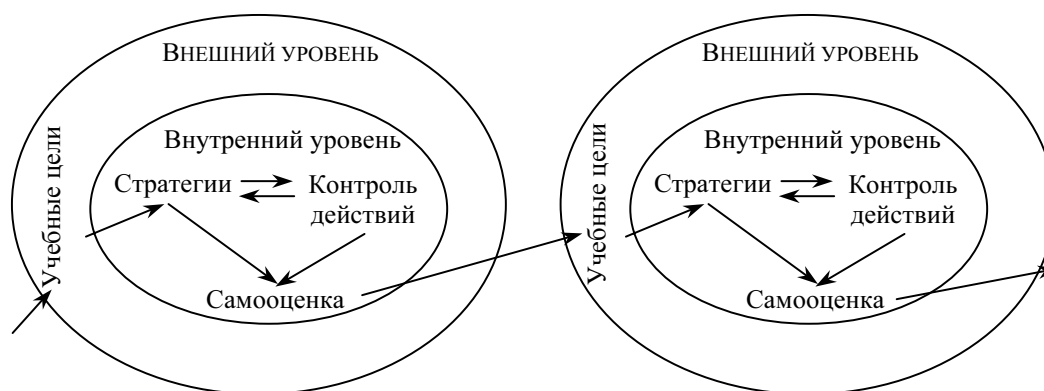 ВНЕШНИЙ УРОВЕНЬ
Учебные цели
Внутренний уровень
Стратегии
Контроль
действий
Самооценка
ВНЕШНИЙ УРОВЕНЬ
Учебные цели
Внутренний уровень
Стратегии
Контроль
действий
Самооценка